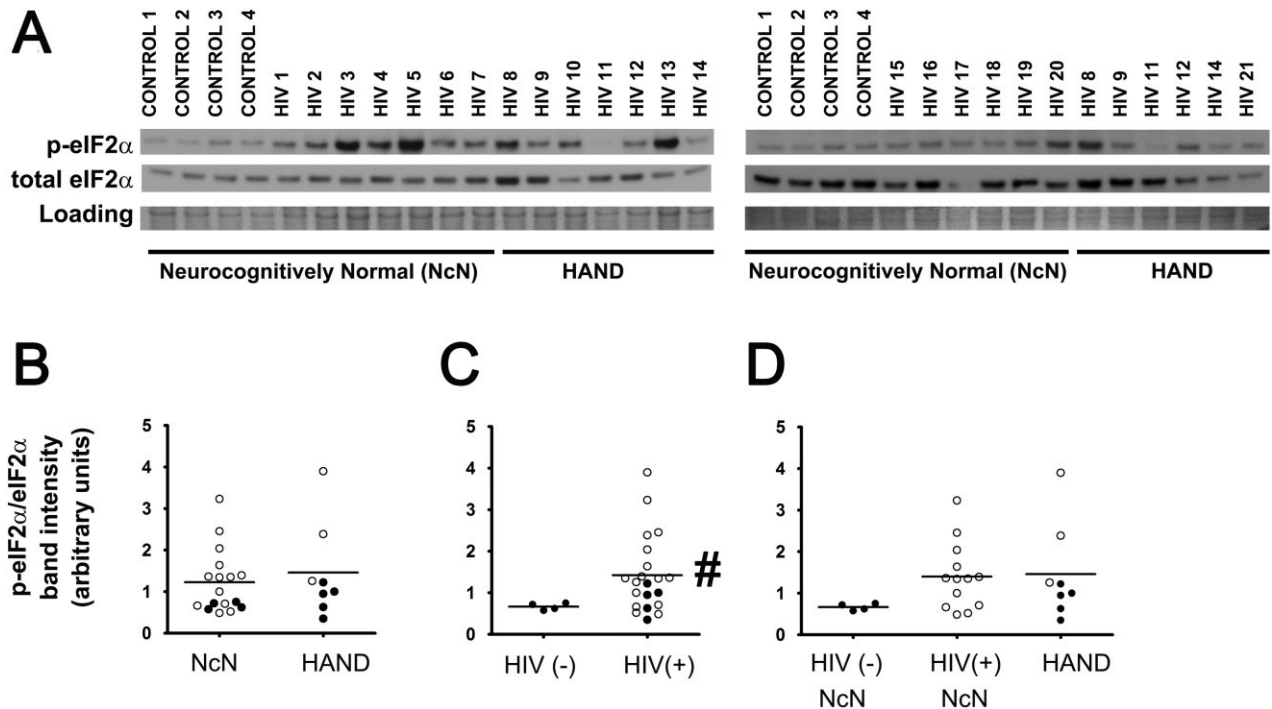 A
CONTROL 1
CONTROL 2
CONTROL 3
CONTROL 4
HIV 1
HIV 2
HIV 3
HIV 4
HIV 5
HIV 6
HIV 7
HIV 8
HIV 9
HIV 10
HIV 11
HIV 12
HIV 13
HIV 14
CONTROL 1
CONTROL 2
CONTROL 3
CONTROL 4
HIV 15
HIV 16
HIV 17
HIV 18
HIV 19
HIV 20
HIV 8
HIV 9
HIV 11
HIV 12
HIV 14
HIV 21
p-eIF2α
total eIF2α
Loading
Neurocognitively Normal (NcN)
HAND
Neurocognitively Normal (NcN)
HAND
B
p-eIF2α/eIF2α
band intensity
(arbitrary units)
5
4
3
2
1
0
NcN
HAND
C
5
4
3
2
1
0
#
HIV (-)
HIV(+)
D
5
4
3
2
1
0
HIV (-)
NcN
HIV(+)
NcN
HAND